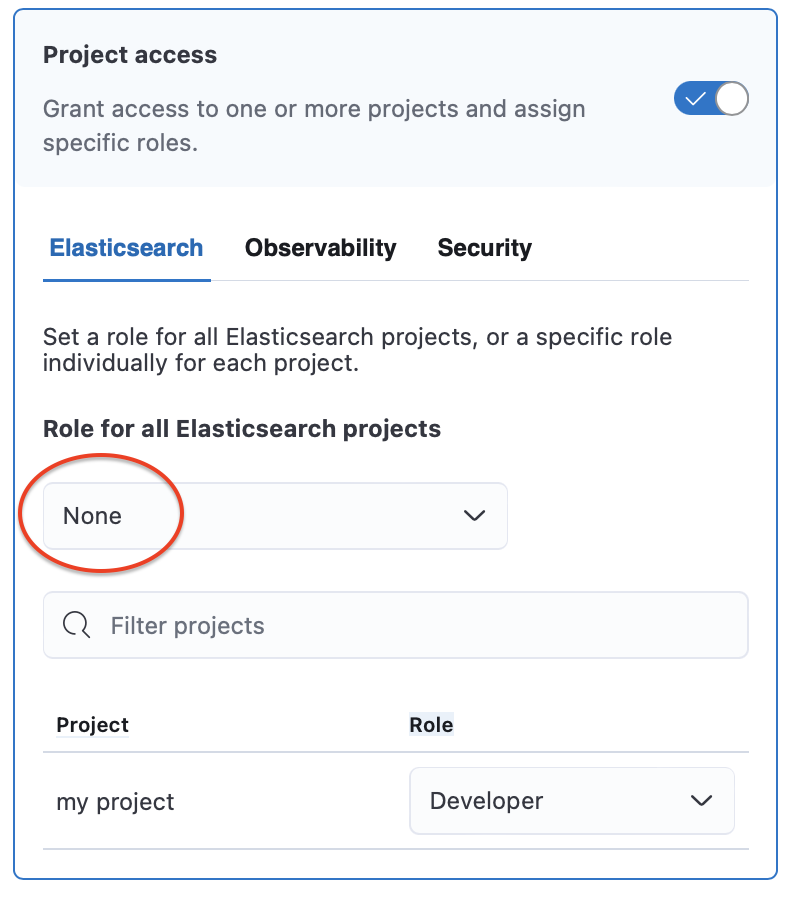 Project access
Grant access to one or more projects and assign
specific roles.
Elasticsearch Observability Security
Set a role for all Elasticsearch projects, or a specific role
individually for each project.
Role for all Elasticsearch projects
None
Filter projects
Project Role
my project Developer